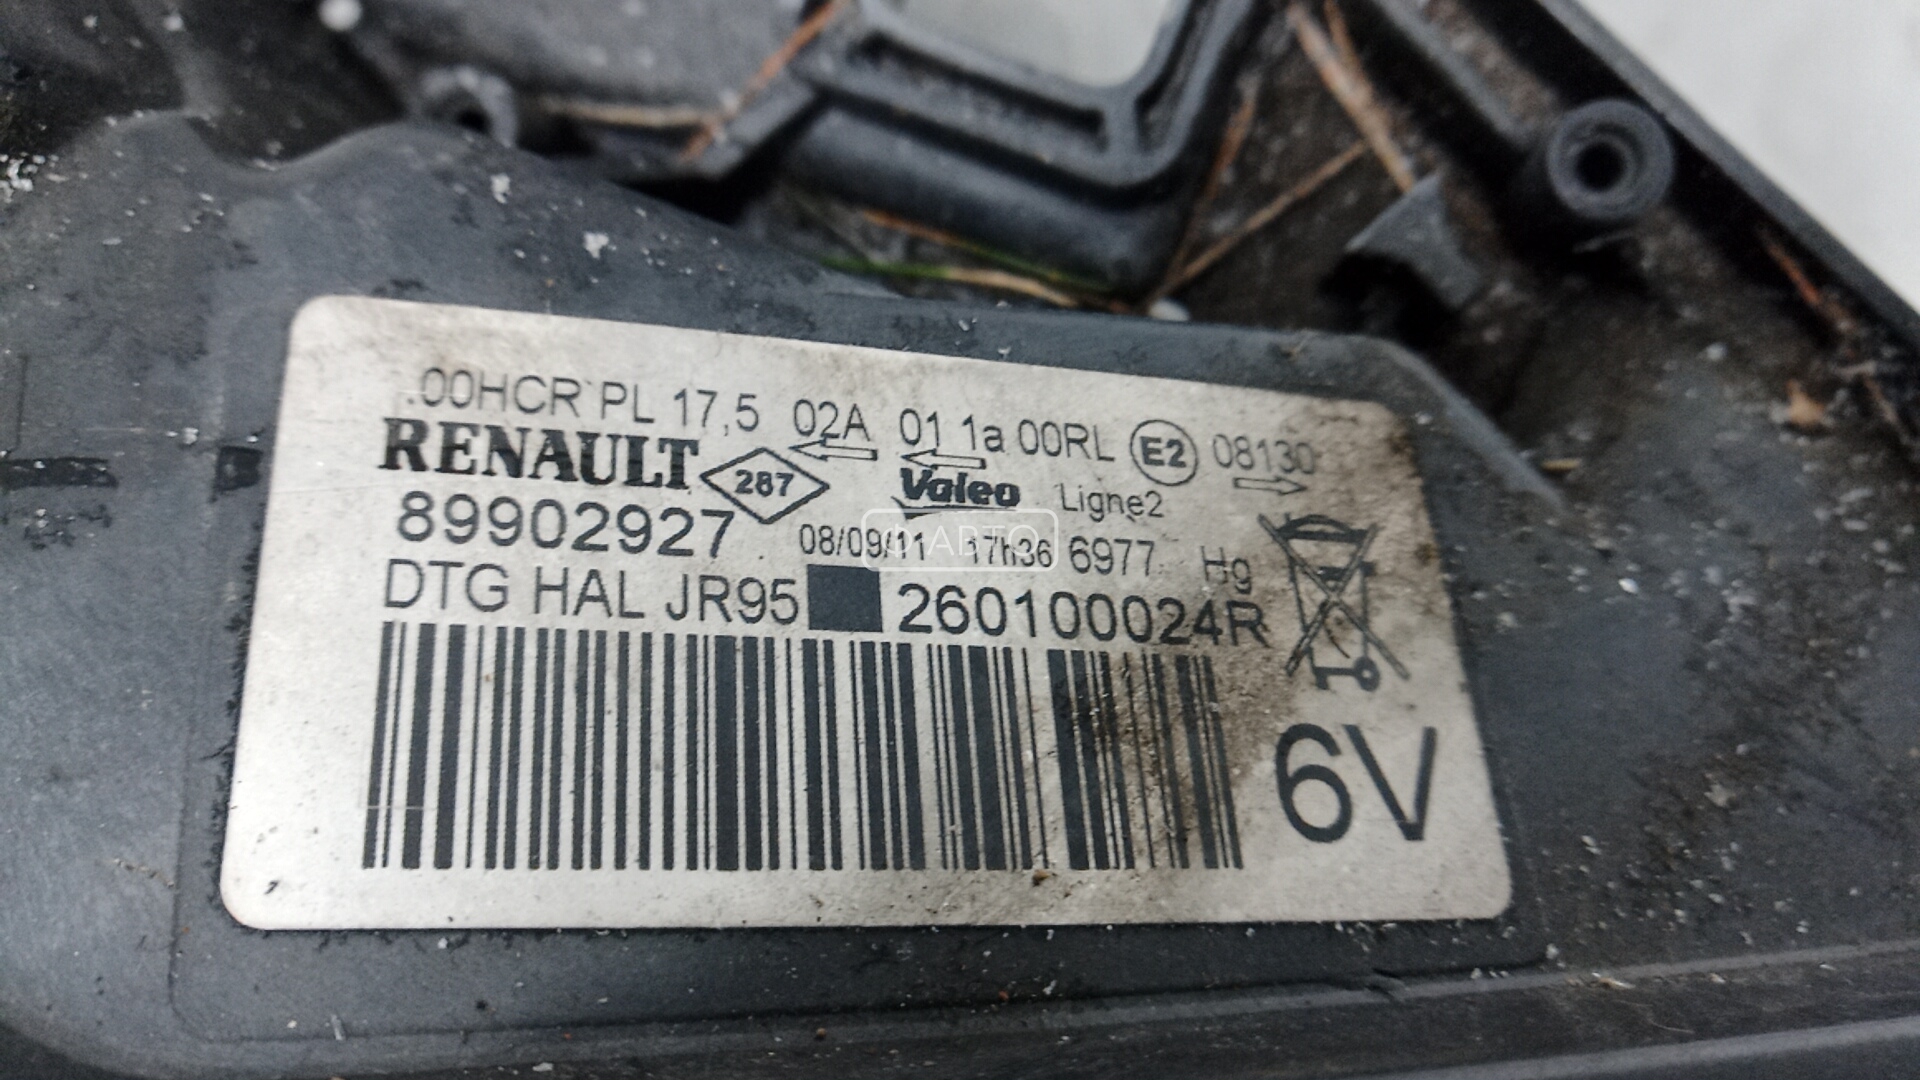 .00HCR PL 17,5 02A 01 1a 00RL E2 08130
RENAULT 287 Valeo Ligne2
89902927 08/09/11 17h36 6977 Hg
DTG HAL JR95 260100024R
6V
АВТО